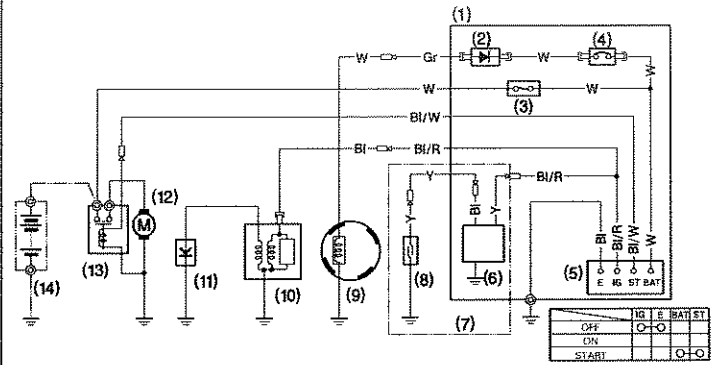 (1)
(2)
(4)
W
Gr
W
W
W
W
(3)
Bl/W
Bl
Bl/R
Y
Bl/R
(12)
M
Y
Bl
Y
Bl
Bl/R
Bl/W
W
(5)
E IG ST BAT
(14)
(13)
(11)
(10)
(9)
(8)
(6)
(7)
IG E BAT ST
OFF
ON
START